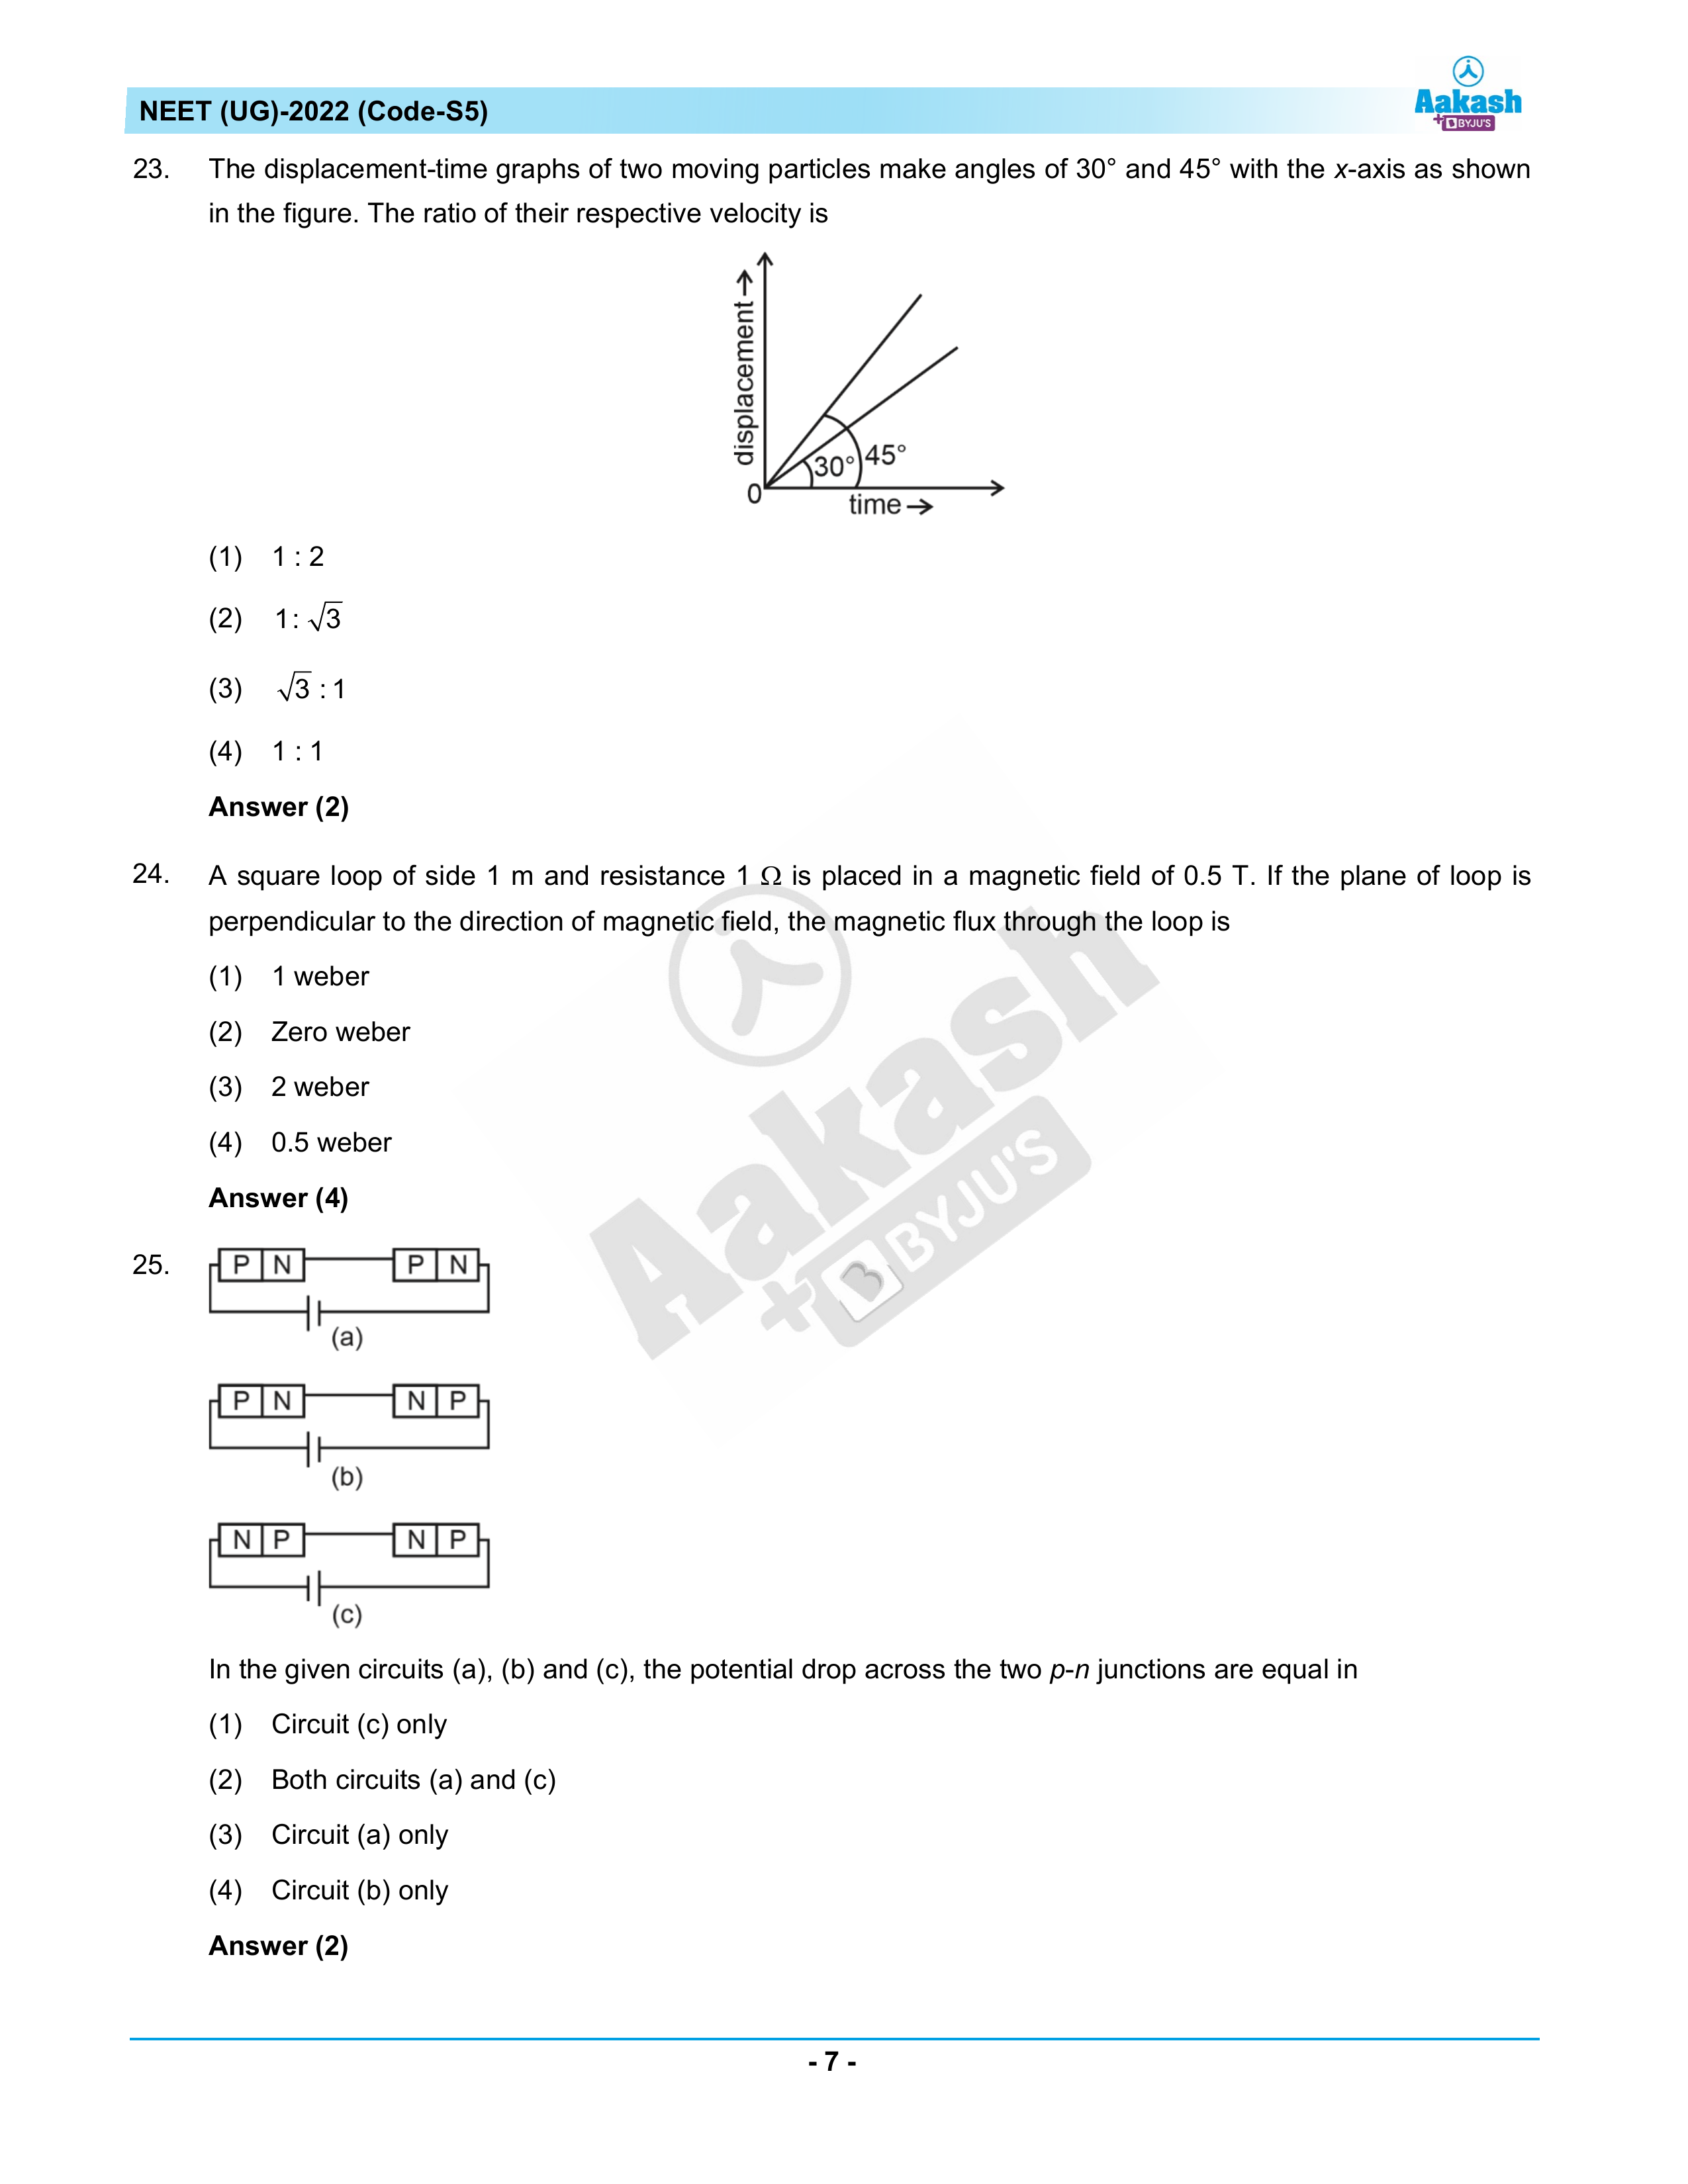 NEET (UG)-2022 (Code-S5)
Aakash
+ BYJU'S
23. The displacement-time graphs of two moving particles make angles of 30° and 45° with the x-axis as shown
in the figure. The ratio of their respective velocity is
displacement→
45°
30°
0
time→
(1) 1 : 2
(2) 1: √3
(3) √3 : 1
(4) 1 : 1
Answer (2)
24. A square loop of side 1 m and resistance 1 Ω is placed in a magnetic field of 0.5 T. If the plane of loop is
perpendicular to the direction of magnetic field, the magnetic flux through the loop is
(1) 1 weber
(2) Zero weber
(3) 2 weber
(4) 0.5 weber
Answer (4)
Aakash
+ BYJU'S
25. P N P N
(a)
P N N P
(b)
N P N P
(c)
In the given circuits (a), (b) and (c), the potential drop across the two p-n junctions are equal in
(1) Circuit (c) only
(2) Both circuits (a) and (c)
(3) Circuit (a) only
(4) Circuit (b) only
Answer (2)
- 7 -